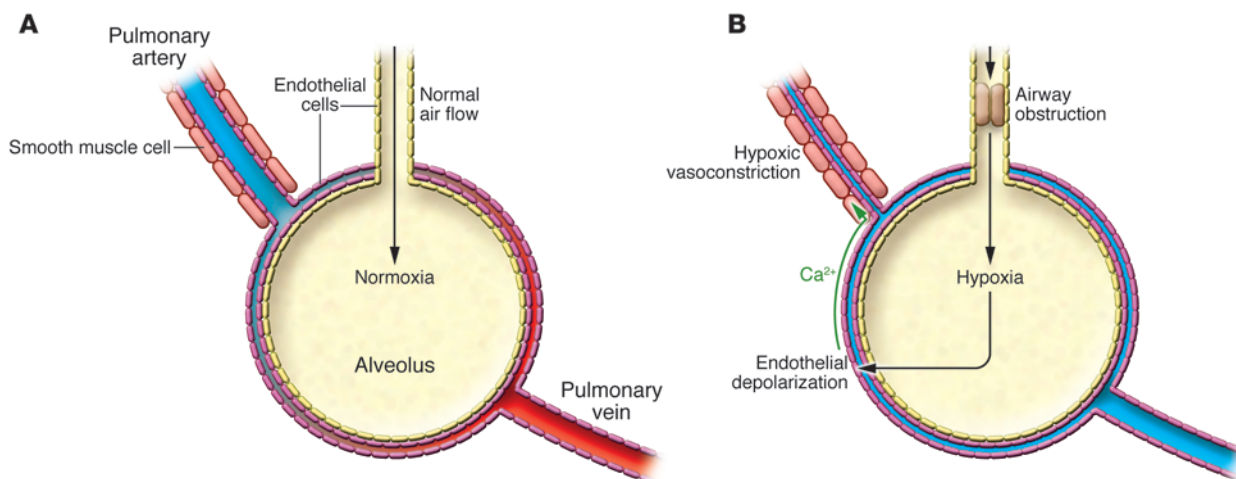 A
Pulmonary
artery
Endothelial
cells
Normal
air flow
Smooth muscle cell
Normoxia
Alveolus
Pulmonary
vein
B
Airway
obstruction
Hypoxic
vasoconstriction
Ca²⁺
Hypoxia
Endothelial
depolarization